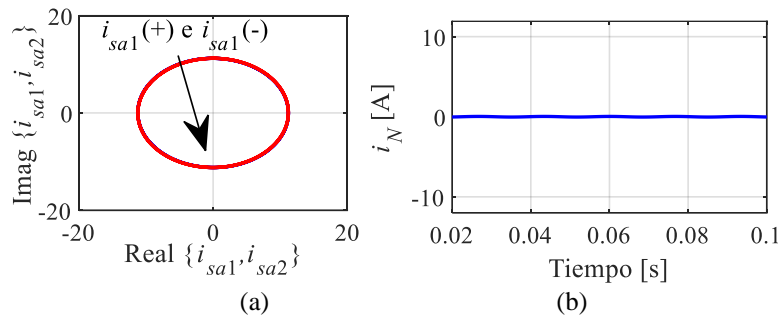 20
i_sa1(+) e i_sa1(-)
0
-20
-20
0
20
Imag {i_sa1,i_sa2}
Real {i_sa1,i_sa2}
(a)
10
0
-10
0.02
0.04
0.06
0.08
0.1
i_N [A]
Tiempo [s]
(b)